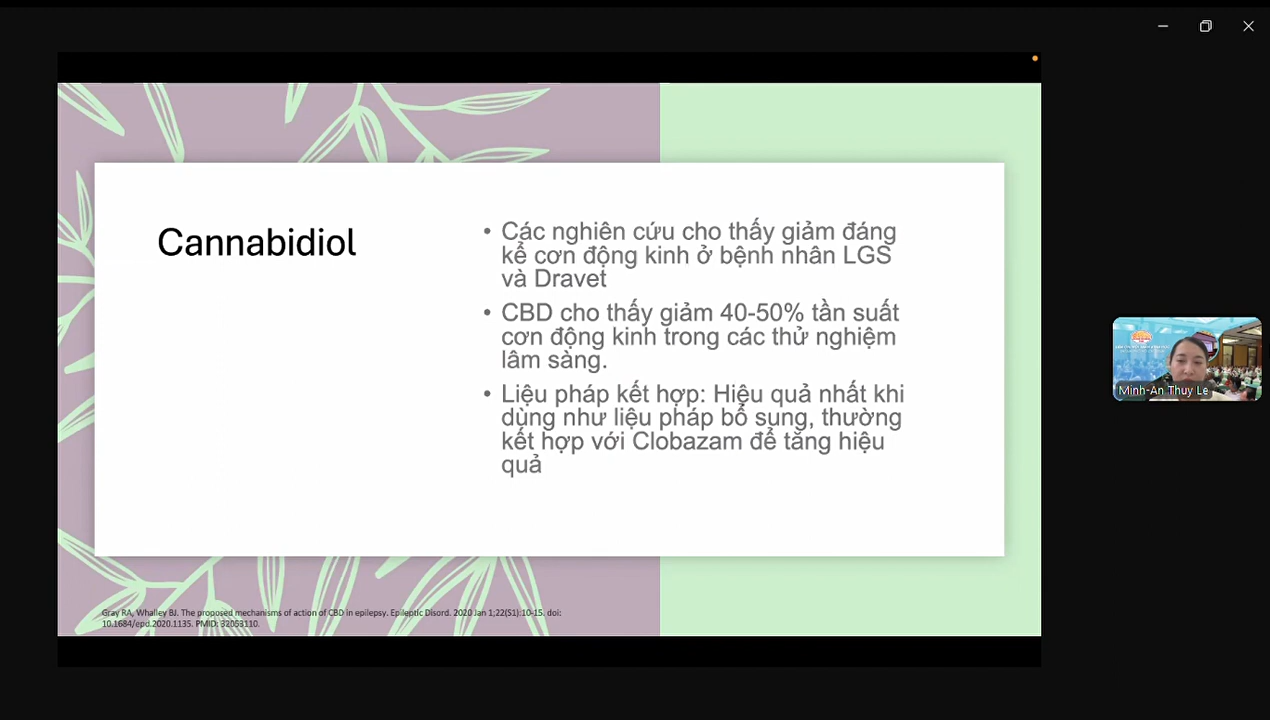 Cannabidiol
• Các nghiên cứu cho thấy giảm đáng
kể cơn động kinh ở bệnh nhân LGS
và Dravet
• CBD cho thấy giảm 40-50% tần suất
cơn động kinh trong các thử nghiệm
lâm sàng.
• Liệu pháp kết hợp: Hiệu quả nhất khi
dùng như liệu pháp bổ sung, thường
kết hợp với Clobazam để tăng hiệu
quả
Gray RA, Whalley BJ. The proposed mechanisms of action of CBD in epilepsy. Epileptic Disord. 2020 Jan 1;22(S1):10-15. doi:
10.1684/epd.2020.1135. PMID: 32053110.
Minh-An Thuy Le